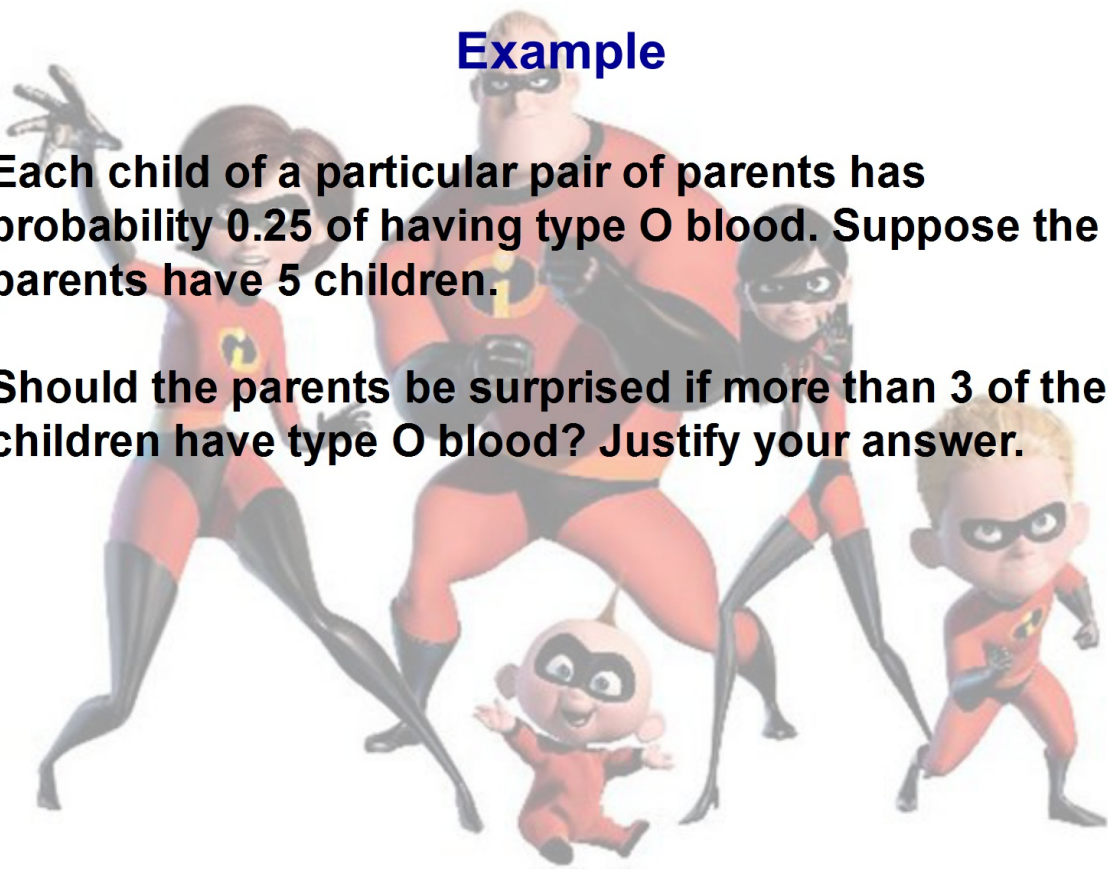 Example
Each child of a particular pair of parents has
probability 0.25 of having type O blood. Suppose the
parents have 5 children.
Should the parents be surprised if more than 3 of the
children have type O blood? Justify your answer.